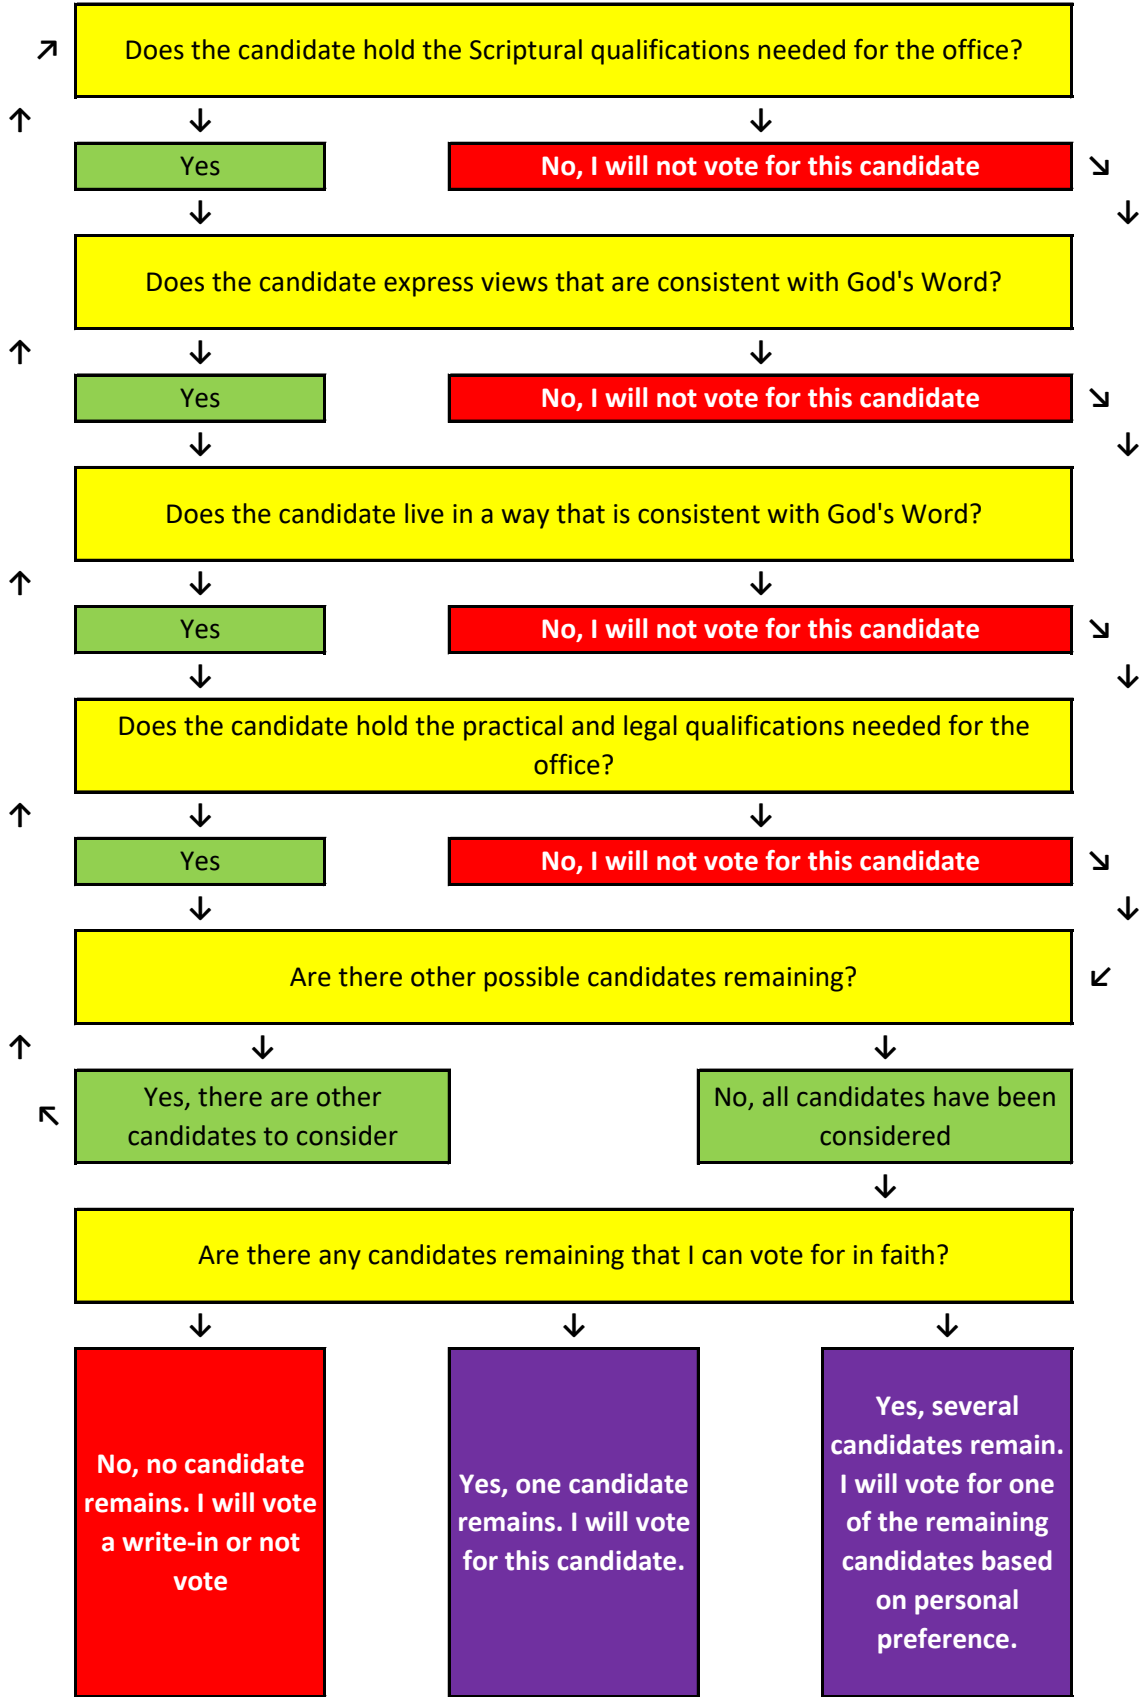 Does the candidate hold the Scriptural qualifications needed for the office?
Yes
No, I will not vote for this candidate
Does the candidate express views that are consistent with God's Word?
Yes
No, I will not vote for this candidate
Does the candidate live in a way that is consistent with God's Word?
Yes
No, I will not vote for this candidate
Does the candidate hold the practical and legal qualifications needed for the
office?
Yes
No, I will not vote for this candidate
Are there other possible candidates remaining?
Yes, there are other
candidates to consider
No, all candidates have been
considered
Are there any candidates remaining that I can vote for in faith?
No, no candidate
remains. I will vote
a write-in or not
vote
Yes, one candidate
remains. I will vote
for this candidate.
Yes, several
candidates remain.
I will vote for one
of the remaining
candidates based
on personal
preference.